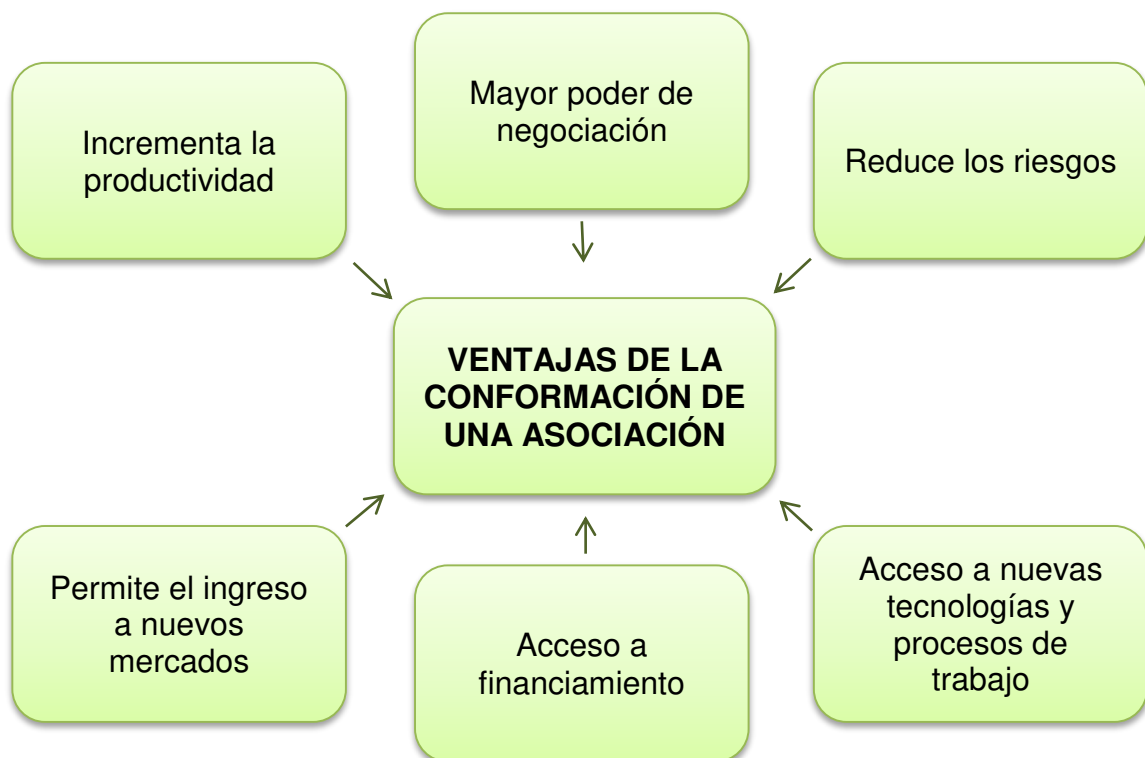 Incrementa la
productividad
Mayor poder de
negociación
Reduce los riesgos
VENTAJAS DE LA
CONFORMACIÓN DE
UNA ASOCIACIÓN
Permite el ingreso
a nuevos
mercados
Acceso a
financiamiento
Acceso a nuevas
tecnologías y
procesos de
trabajo